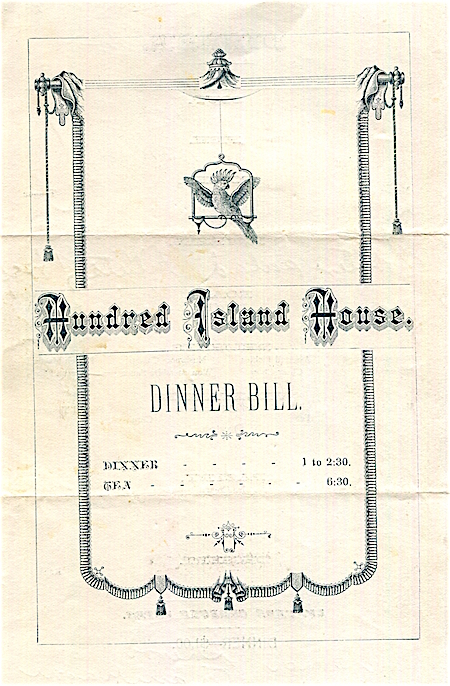 Hundred Island House.
DINNER BILL.
DINNER - - - - - 1 to 2:30.
TEA - - - - - - 6:30.